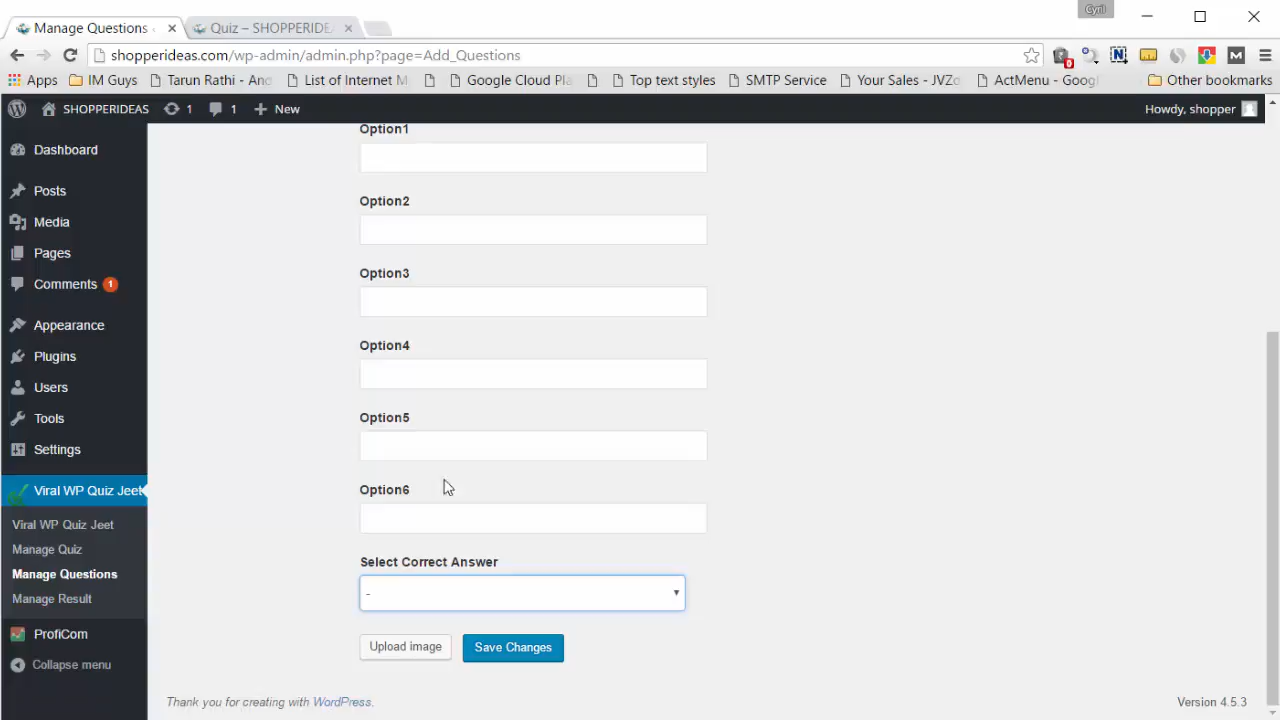 Cyril
Manage Questions
Quiz – SHOPPERIDEA
shopperideas.com/wp-admin/admin.php?page=Add_Questions
0
M
Apps
IM Guys
Tarun Rathi - And
List of Internet M
Google Cloud Pla
Top text styles
SMTP Service
Your Sales - JVZo
ActMenu - Googl
Other bookmarks
SHOPPERIDEAS
1
1
New
Howdy, shopper
Dashboard
Posts
Media
Pages
Comments 1
Appearance
Plugins
Users
Tools
Settings
Viral WP Quiz Jeet
Viral WP Quiz Jeet
Manage Quiz
Manage Questions
Manage Result
ProfiCom
Collapse menu
Option1
Option2
Option3
Option4
Option5
Option6
Select Correct Answer
-
Upload image
Save Changes
Thank you for creating with WordPress.
Version 4.5.3